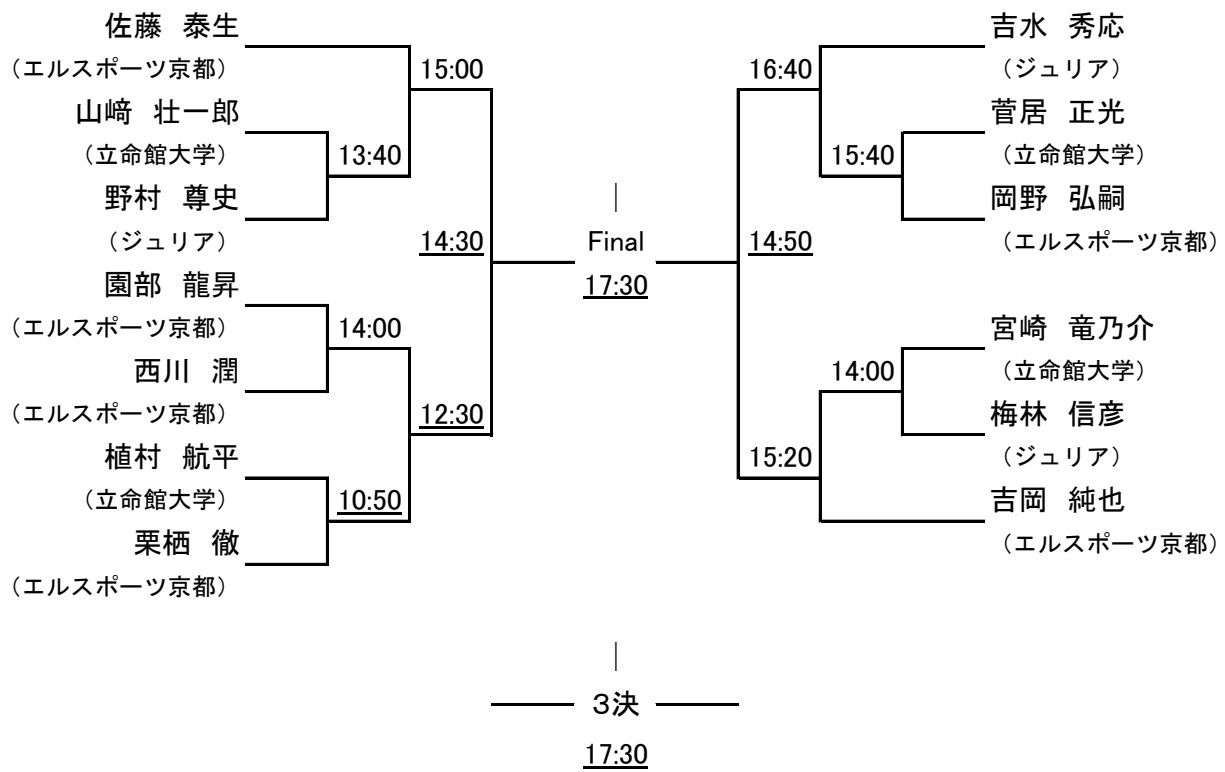 佐藤 泰生
(エルスポーツ京都)
山﨑 壮一郎
(立命館大学)
野村 尊史
(ジュリア)
園部 龍昇
(エルスポーツ京都)
西川 潤
(エルスポーツ京都)
植村 航平
(立命館大学)
栗栖 徹
(エルスポーツ京都)
15:00
13:40
14:30
14:00
12:30
10:50
|
Final
17:30
16:40
15:40
14:50
14:00
15:20
吉水 秀応
(ジュリア)
菅居 正光
(立命館大学)
岡野 弘嗣
(エルスポーツ京都)
宮崎 竜乃介
(立命館大学)
梅林 信彦
(ジュリア)
吉岡 純也
(エルスポーツ京都)
|
3決
17:30